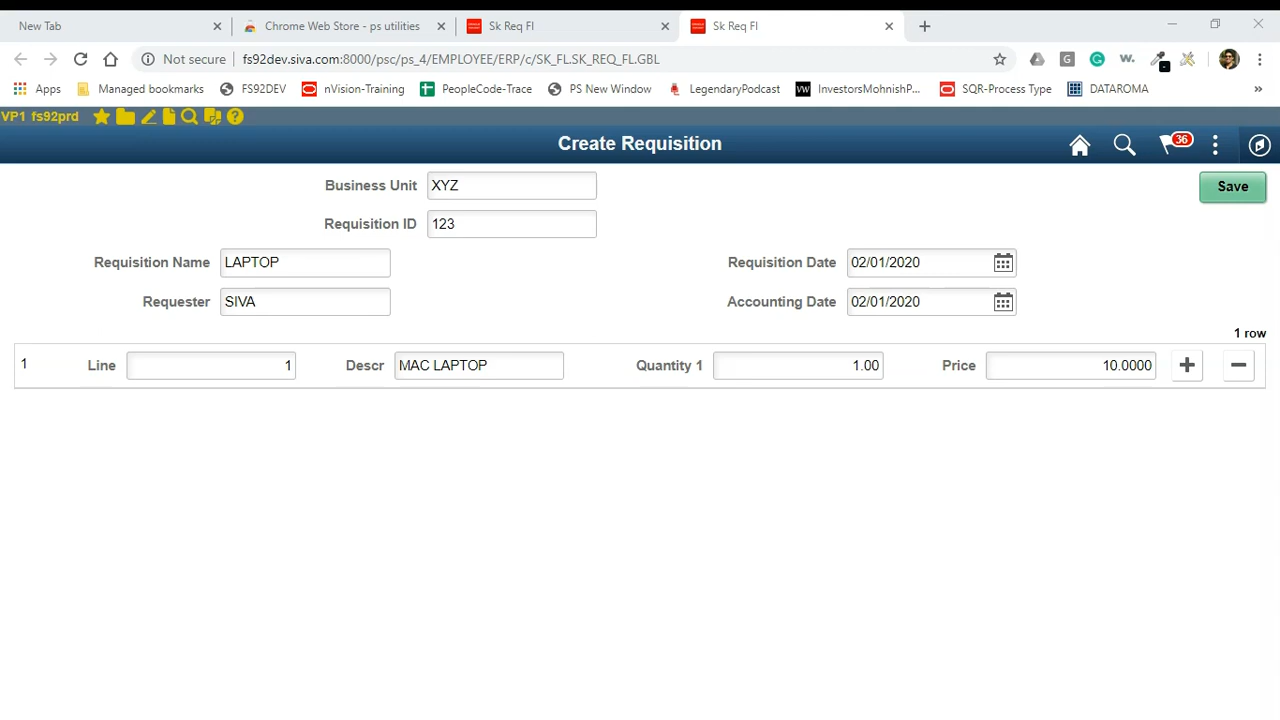 New Tab
Chrome Web Store - ps utilities
Sk Req Fl
Sk Req Fl
Not secure
fs92dev.siva.com:8000/psc/ps_4/EMPLOYEE/ERP/c/SK_FL.SK_REQ_FL.GBL
Apps
Managed bookmarks
FS92DEV
nVision-Training
PeopleCode-Trace
PS New Window
LegendaryPodcast
InvestorsMohnishP...
SQR-Process Type
DATAROMA
»
VP1 fs92prd
Create Requisition
36
Business Unit XYZ
Save
Requisition ID 123
Requisition Name LAPTOP
Requisition Date 02/01/2020
Requester SIVA
Accounting Date 02/01/2020
1 row
1 Line 1 Descr MAC LAPTOP Quantity 1 1.00 Price 10.0000